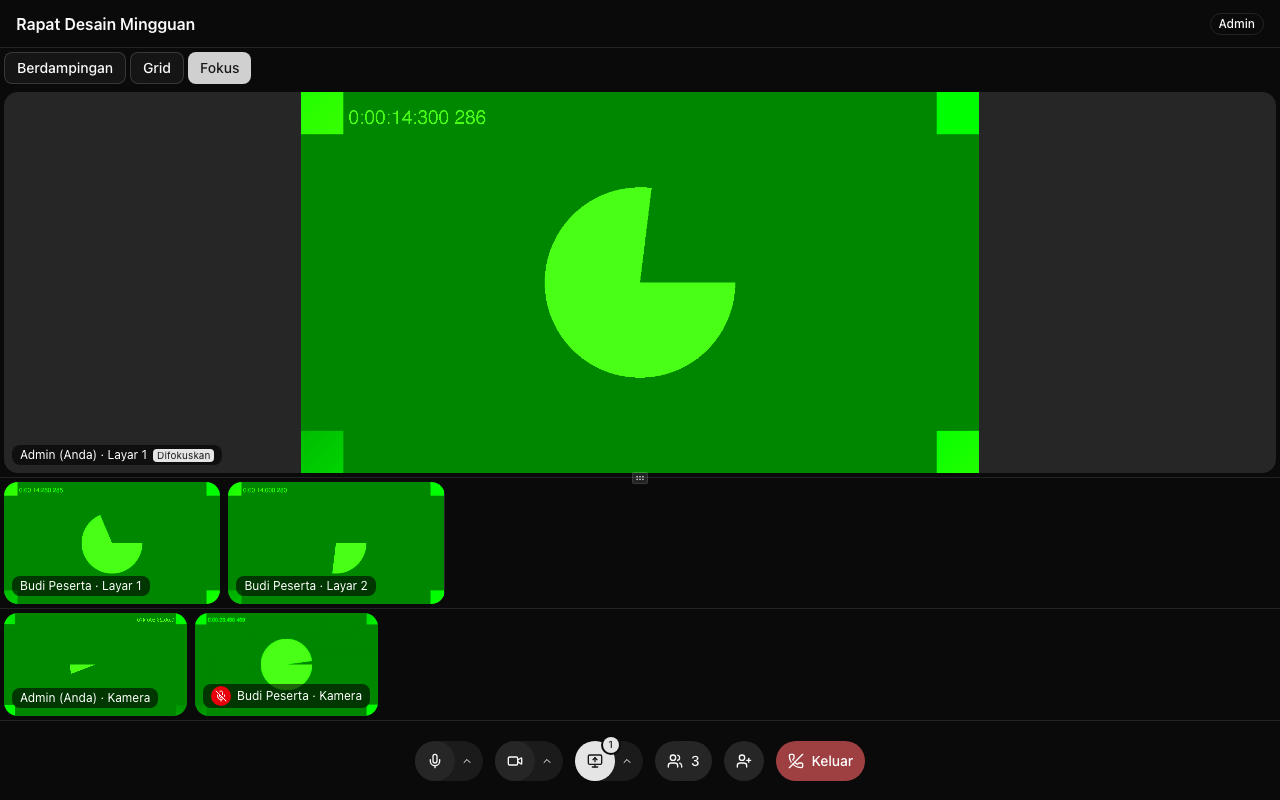 Rapat Desain Mingguan
Admin
Berdampingan
Grid
Fokus
0:00:14:300 286
Admin (Anda) · Layar 1 Difokuskan
Budi Peserta · Layar 1
Budi Peserta · Layar 2
Admin (Anda) · Kamera
Budi Peserta · Kamera
1
3
Keluar